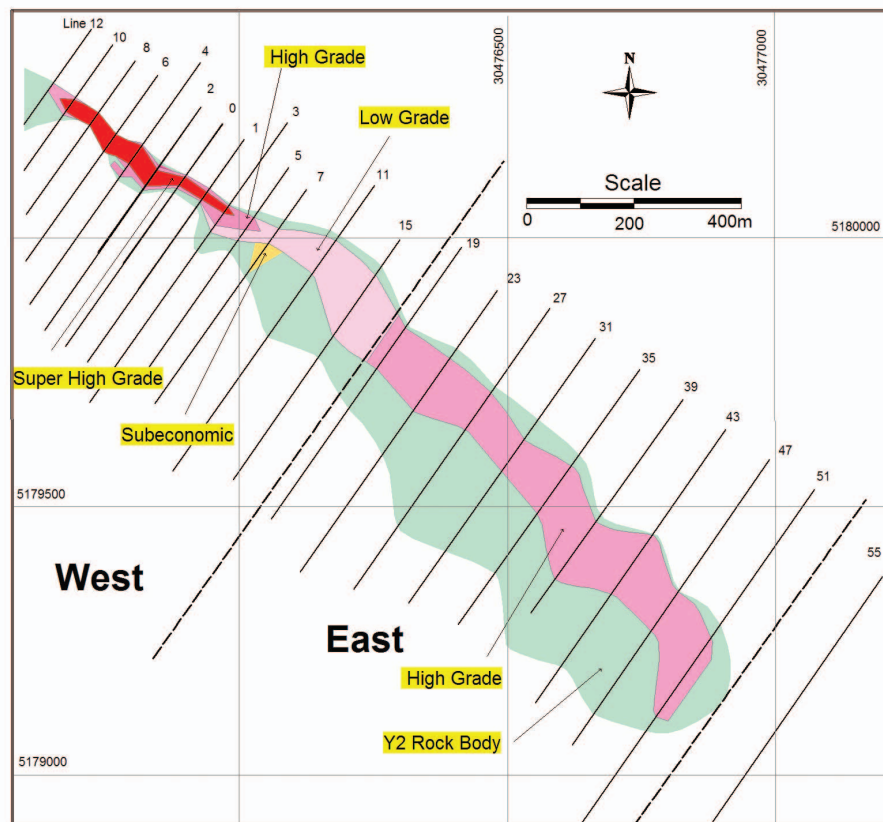 Line 12
10
8
6
4
2
0
1
3
5
7
11
15
19
23
27
31
35
39
43
47
51
55
High Grade
Low Grade
30476500
30477000
N
Scale
0
200
400m
5180000
Super High Grade
Subeconomic
5179500
West
East
High Grade
Y2 Rock Body
5179000